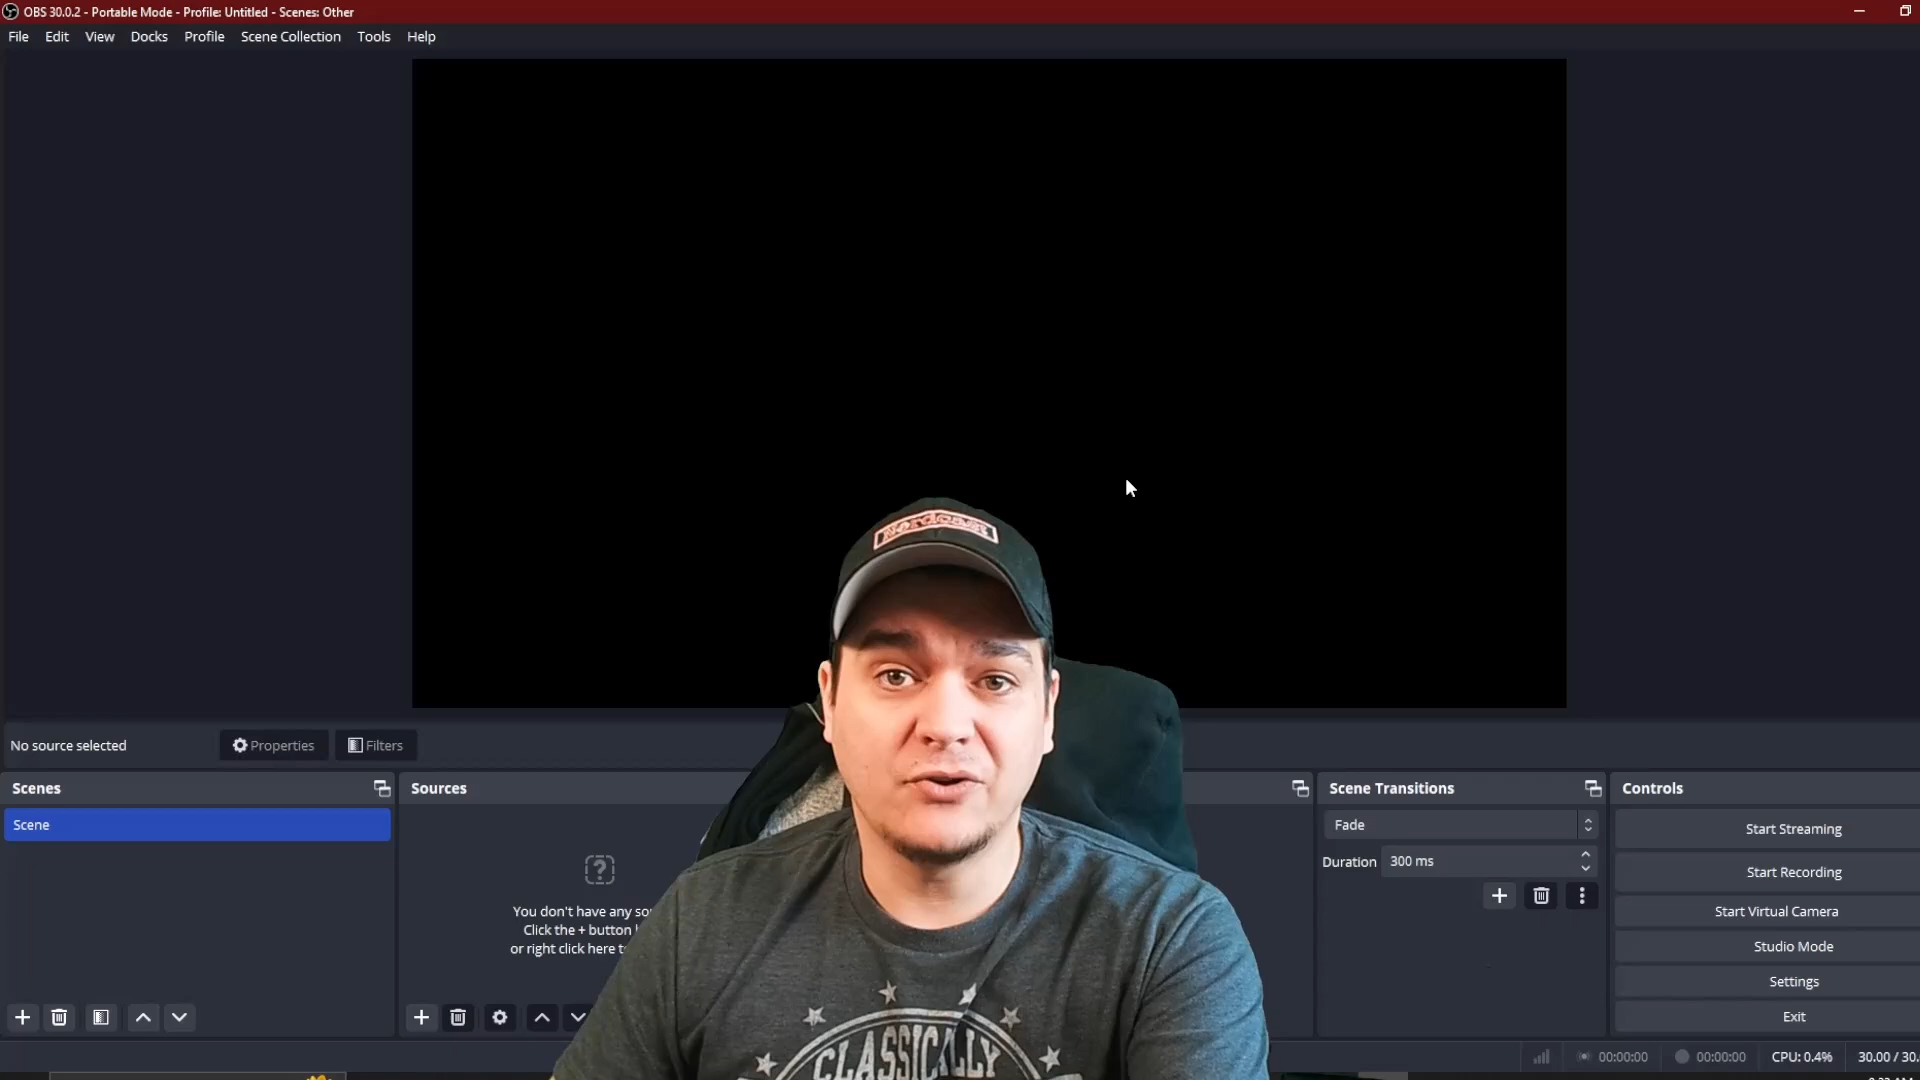 OBS 30.0.2 - Portable Mode - Profile: Untitled - Scenes: Other
File Edit View Docks Profile Scene Collection Tools Help
Nerdcast
No source selected Properties Filters
Scenes
Scene
Sources
You don't have any so
Click the + button
or right click here t
Scene Transitions
Fade
Duration 300 ms
Controls
Start Streaming
Start Recording
Start Virtual Camera
Studio Mode
Settings
Exit
CLASSICALLY
00:00:00 00:00:00 CPU: 0.4% 30.00 / 30.